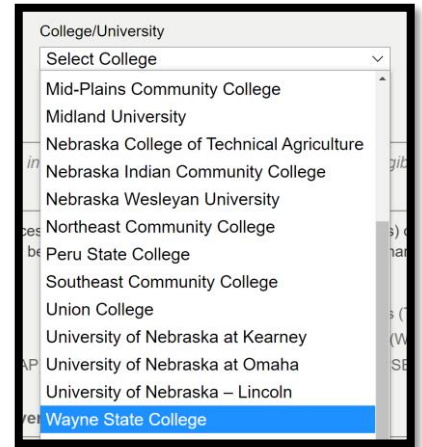 College/University
Select College
Mid-Plains Community College
Midland University
Nebraska College of Technical Agriculture
Nebraska Indian Community College
Nebraska Wesleyan University
Northeast Community College
Peru State College
Southeast Community College
Union College
University of Nebraska at Kearney
University of Nebraska at Omaha
University of Nebraska – Lincoln
Wayne State College